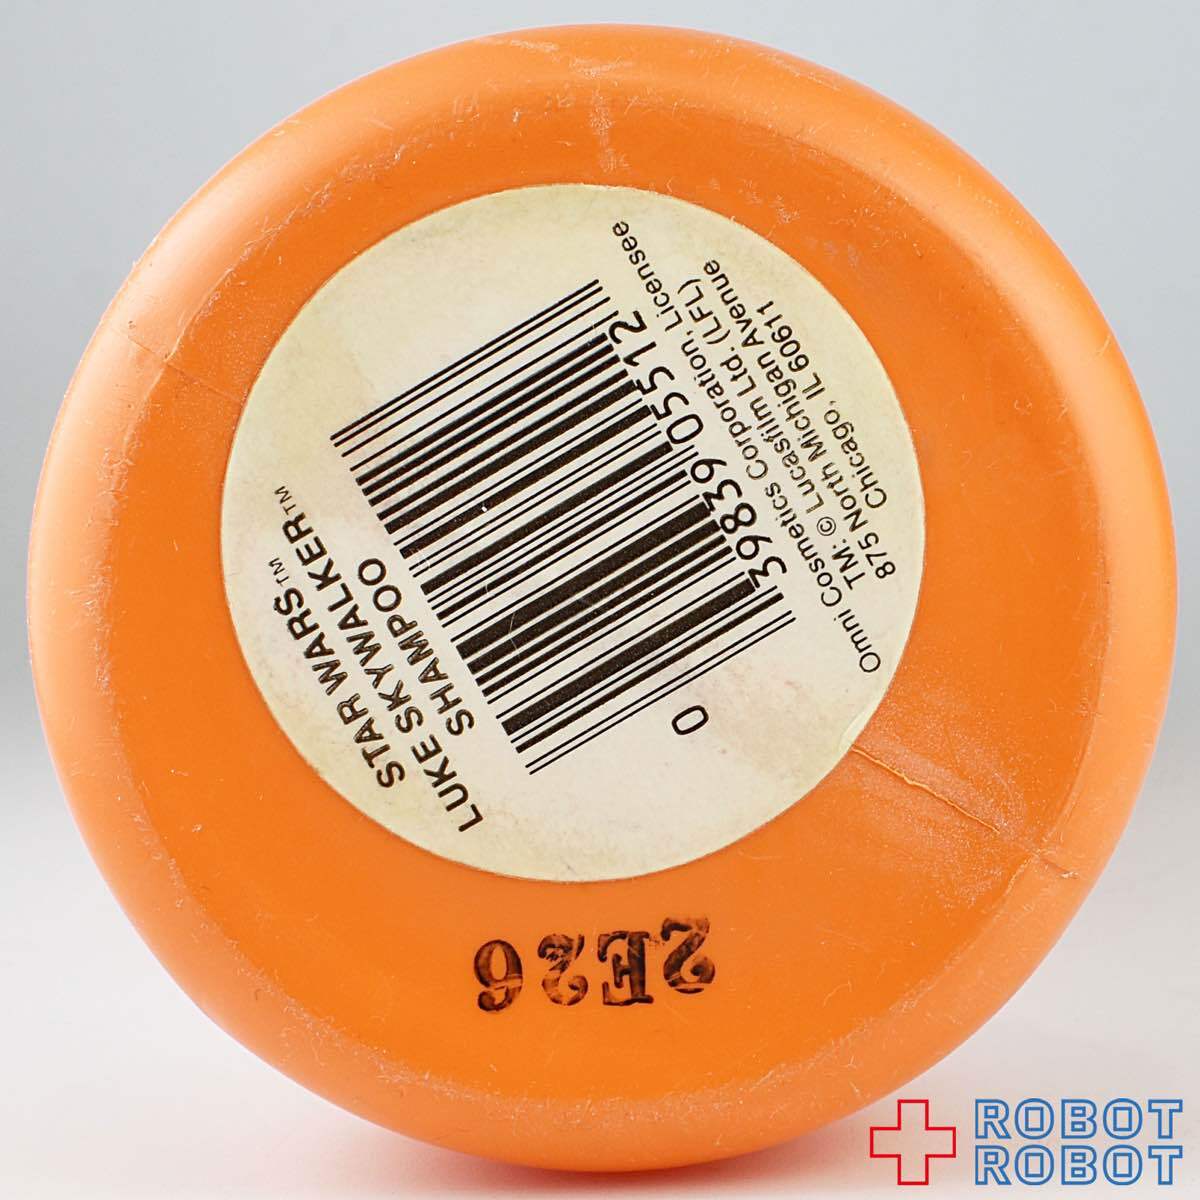 STAR WARS™
LUKE SKYWALKER™
SHAMPOO
0 39839 05512
Omni Cosmetics Corporation, Licensee
TM: © Lucasfilm Ltd. (LFL)
875 North Michigan Avenue
Chicago, IL 60611
2E26
ROBOT
ROBOT